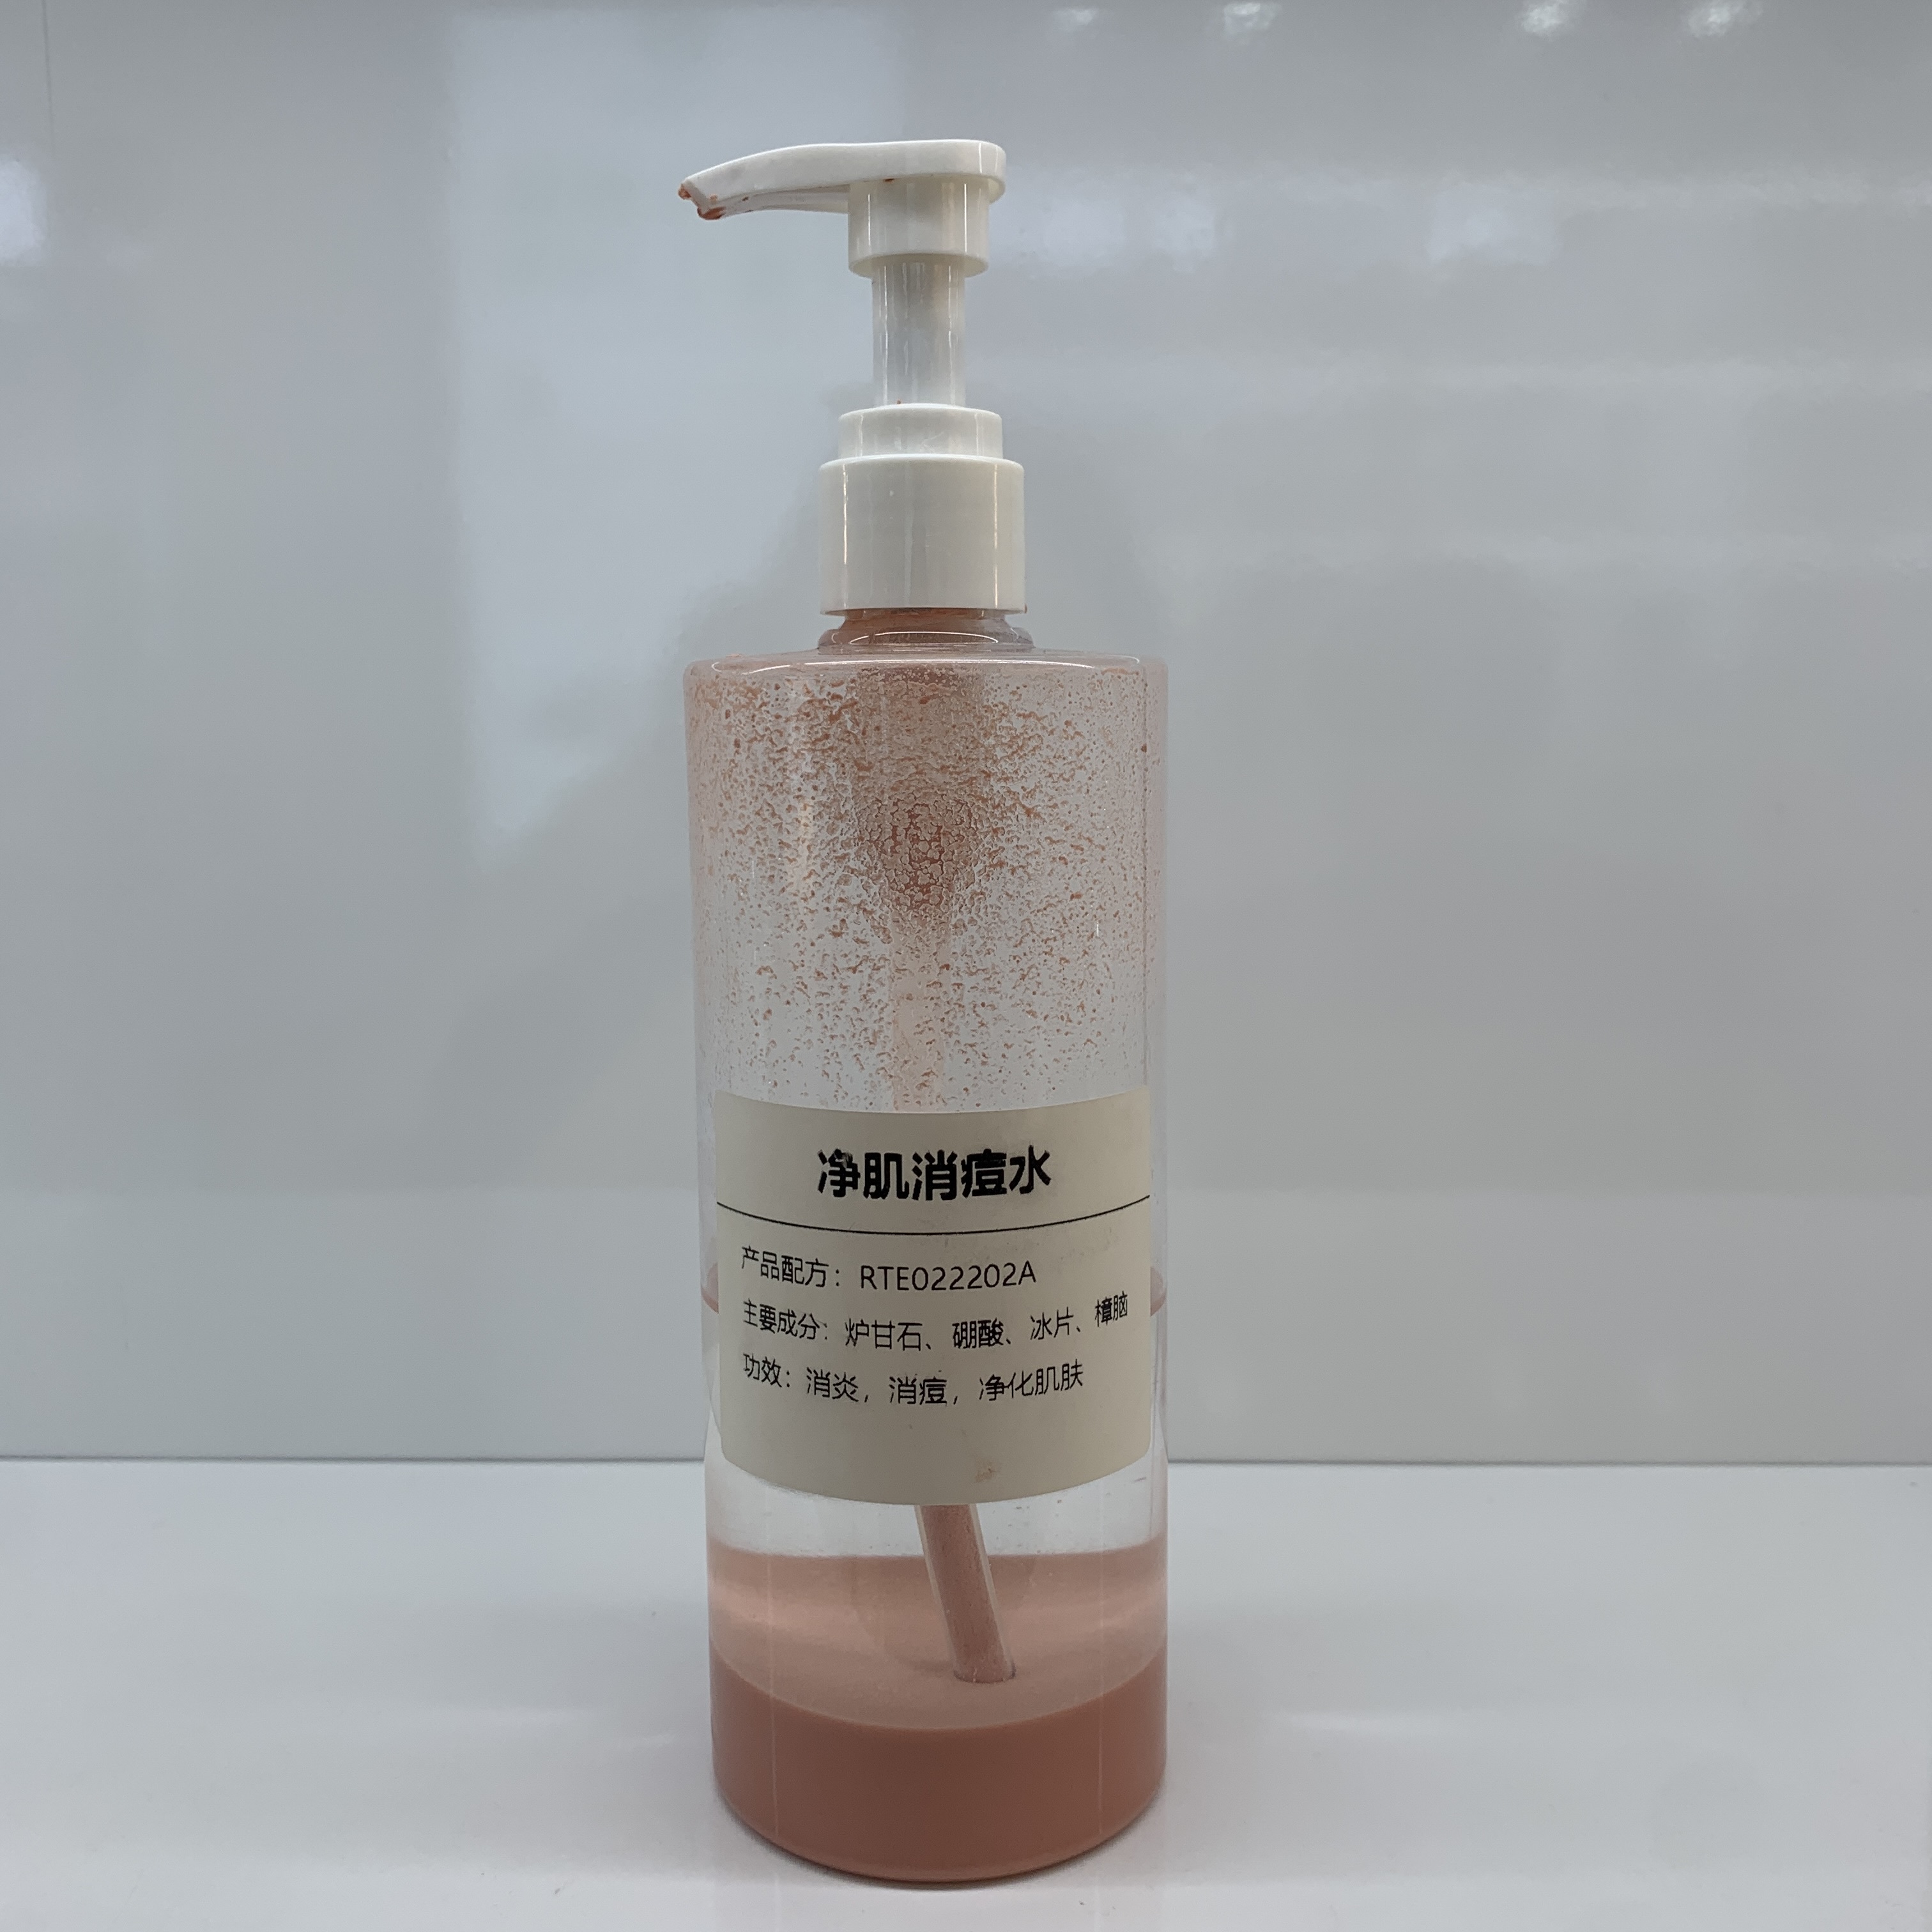 净肌消痘水
产品配方：RTE022202A
主要成分：炉甘石、硼酸、冰片、樟脑
功效：消炎，消痘，净化肌肤